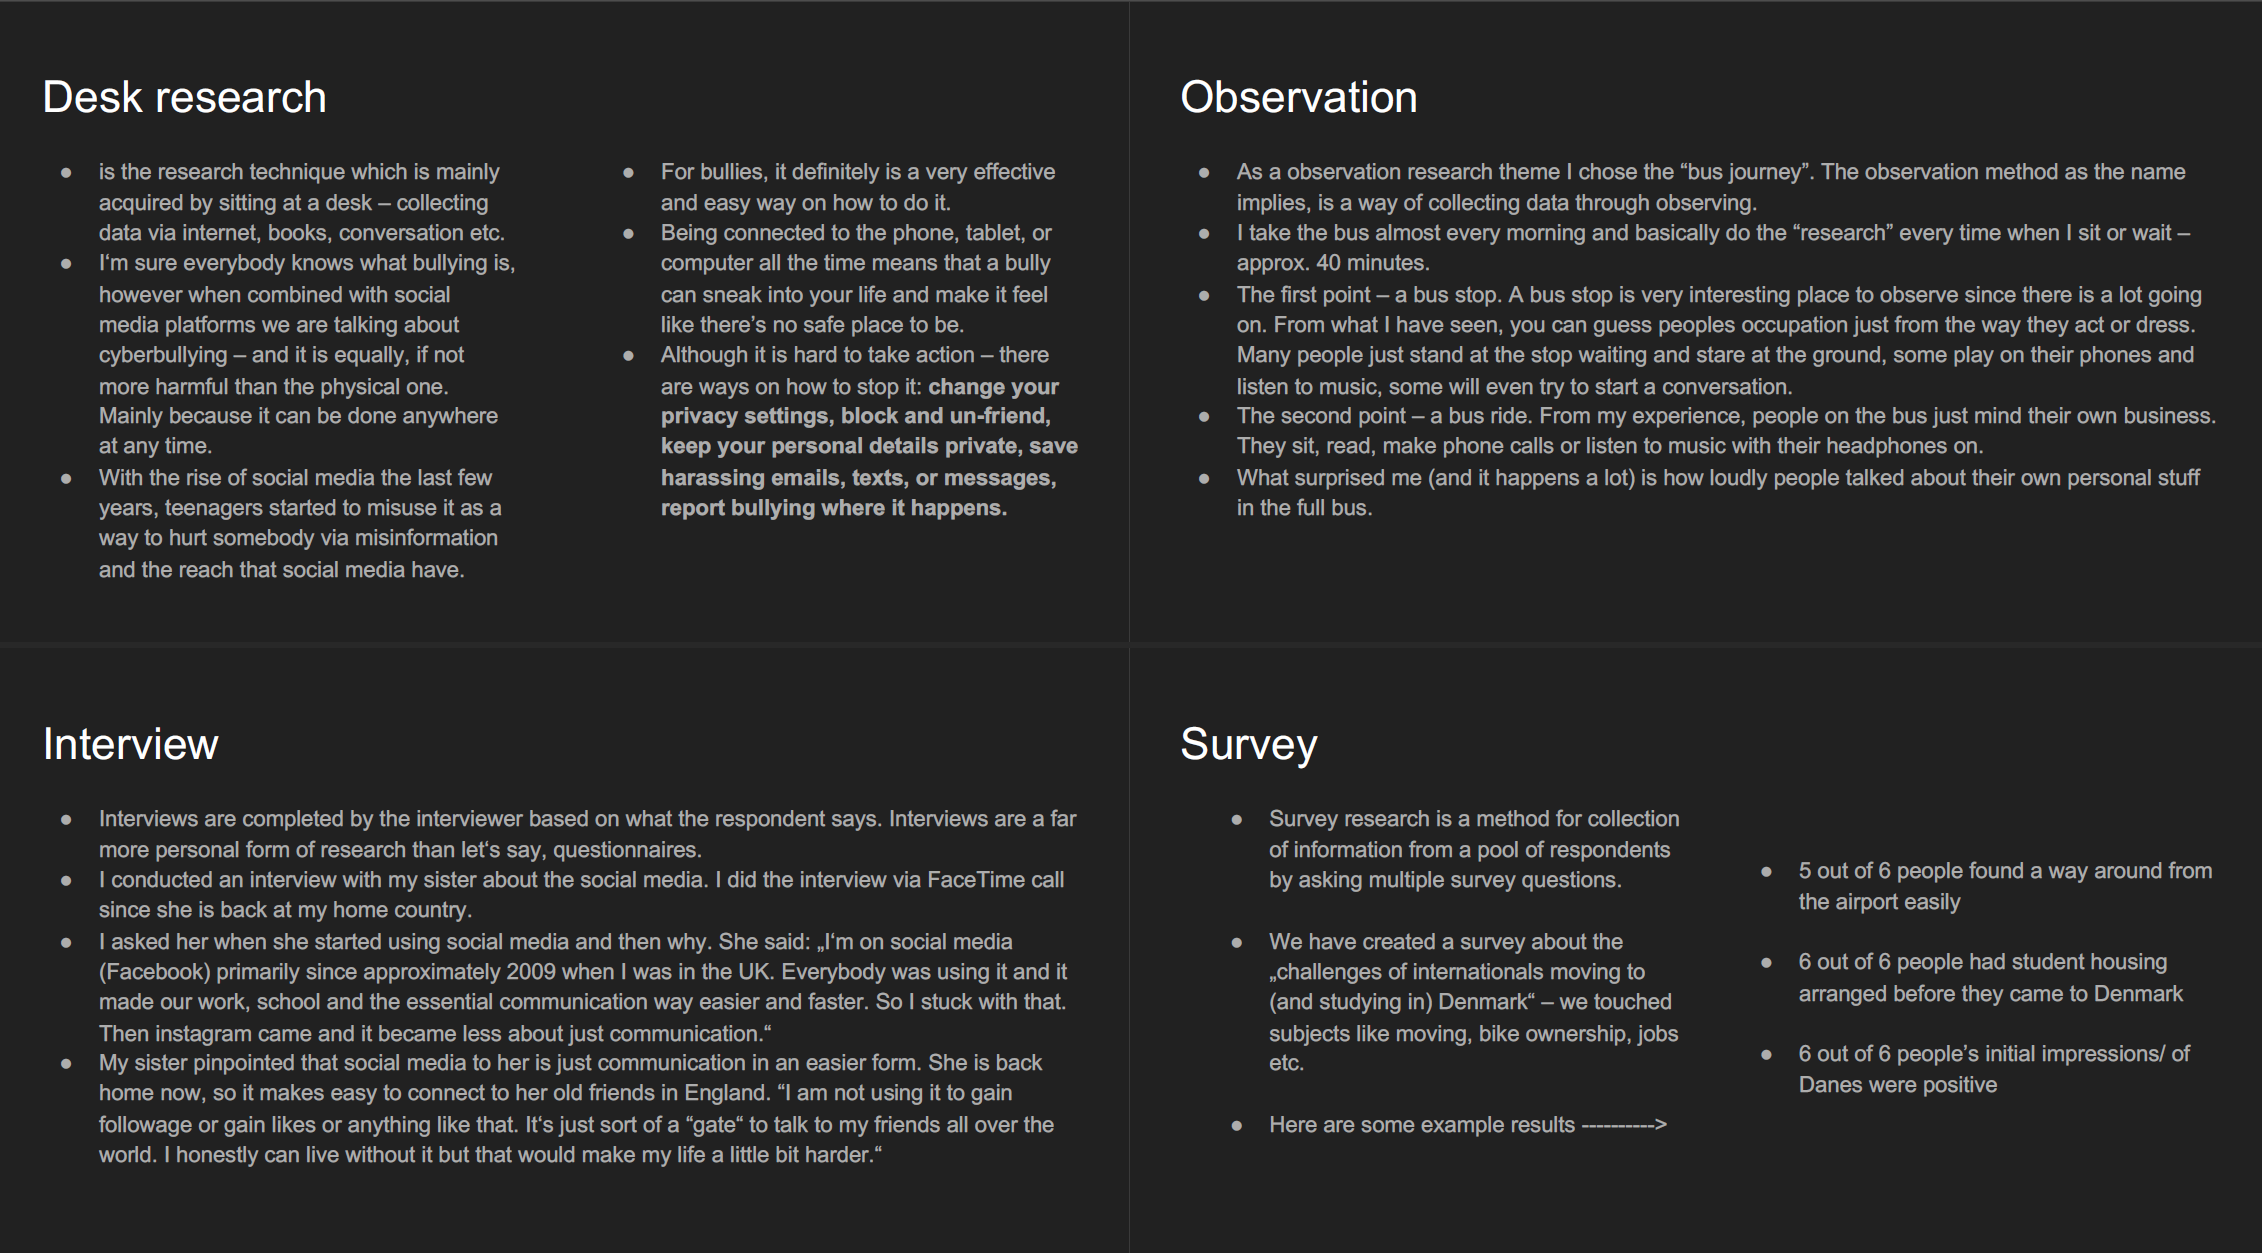 Desk research
● is the research technique which is mainly
acquired by sitting at a desk – collecting
data via internet, books, conversation etc.
● I‘m sure everybody knows what bullying is,
however when combined with social
media platforms we are talking about
cyberbullying – and it is equally, if not
more harmful than the physical one.
Mainly because it can be done anywhere
at any time.
● With the rise of social media the last few
years, teenagers started to misuse it as a
way to hurt somebody via misinformation
and the reach that social media have.
● For bullies, it definitely is a very effective
and easy way on how to do it.
● Being connected to the phone, tablet, or
computer all the time means that a bully
can sneak into your life and make it feel
like there’s no safe place to be.
● Although it is hard to take action – there
are ways on how to stop it: change your
privacy settings, block and un-friend,
keep your personal details private, save
harassing emails, texts, or messages,
report bullying where it happens.
Observation
● As a observation research theme I chose the “bus journey”. The observation method as the name
implies, is a way of collecting data through observing.
● I take the bus almost every morning and basically do the “research” every time when I sit or wait –
approx. 40 minutes.
● The first point – a bus stop. A bus stop is very interesting place to observe since there is a lot going
on. From what I have seen, you can guess peoples occupation just from the way they act or dress.
Many people just stand at the stop waiting and stare at the ground, some play on their phones and
listen to music, some will even try to start a conversation.
● The second point – a bus ride. From my experience, people on the bus just mind their own business.
They sit, read, make phone calls or listen to music with their headphones on.
● What surprised me (and it happens a lot) is how loudly people talked about their own personal stuff
in the full bus.
Interview
● Interviews are completed by the interviewer based on what the respondent says. Interviews are a far
more personal form of research than let‘s say, questionnaires.
● I conducted an interview with my sister about the social media. I did the interview via FaceTime call
since she is back at my home country.
● I asked her when she started using social media and then why. She said: „I‘m on social media
(Facebook) primarily since approximately 2009 when I was in the UK. Everybody was using it and it
made our work, school and the essential communication way easier and faster. So I stuck with that.
Then instagram came and it became less about just communication.“
● My sister pinpointed that social media to her is just communication in an easier form. She is back
home now, so it makes easy to connect to her old friends in England. “I am not using it to gain
followage or gain likes or anything like that. It‘s just sort of a “gate“ to talk to my friends all over the
world. I honestly can live without it but that would make my life a little bit harder.“
Survey
● Survey research is a method for collection
of information from a pool of respondents
by asking multiple survey questions.
● We have created a survey about the
„challenges of internationals moving to
(and studying in) Denmark“ – we touched
subjects like moving, bike ownership, jobs
etc.
● Here are some example results ---------->
● 5 out of 6 people found a way around from
the airport easily
● 6 out of 6 people had student housing
arranged before they came to Denmark
● 6 out of 6 people’s initial impressions/ of
Danes were positive